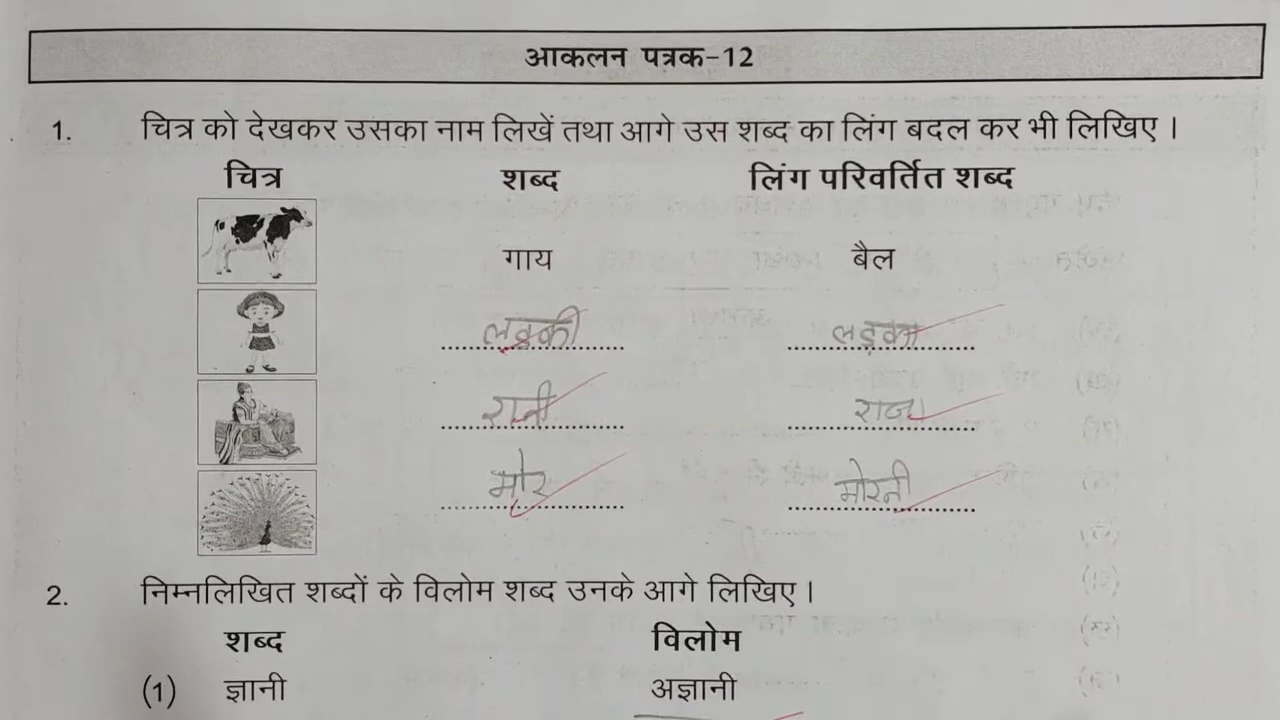 आकलन पत्रक-12
1. चित्र को देखकर उसका नाम लिखें तथा आगे उस शब्द का लिंग बदल कर भी लिखिए ।
चित्र शब्द लिंग परिवर्तित शब्द
गाय बैल
लड़की लड़का
रानी राजा
मोर मोरनी
2. निम्नलिखित शब्दों के विलोम शब्द उनके आगे लिखिए ।
शब्द विलोम
(1) ज्ञानी अज्ञानी